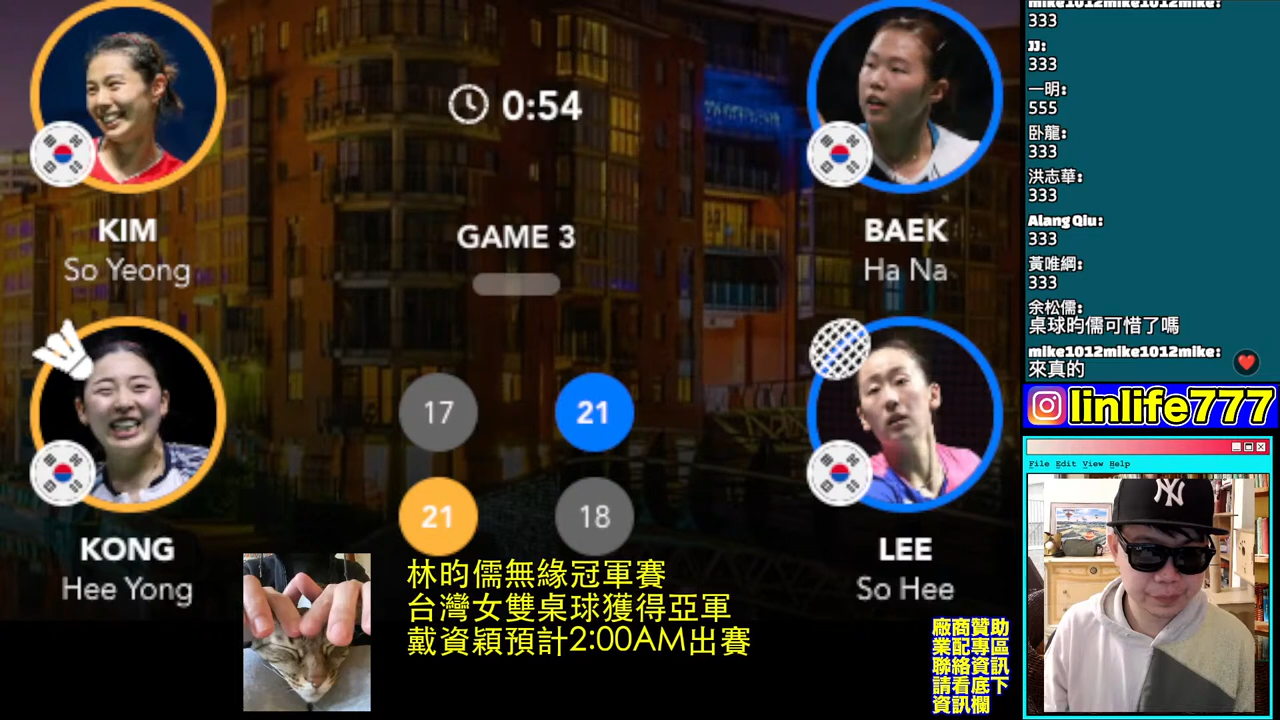 0:54
GAME 3
KIM
So Yeong
BAEK
Ha Na
KONG
Hee Yong
LEE
So Hee
17
21
21
18
林昀儒無緣冠軍賽
台灣女雙桌球獲得亞軍
戴資穎預計2:00AM出賽
廠商贊助
業配專區
聯絡資訊
請看底下
資訊欄
mike1012mike1012mike:
333
JJ:
333
一明:
555
卧龍:
333
洪志華:
333
Alang Qiu:
333
黃唯綱:
333
余松儒:
桌球昀儒可惜了嗎
mike1012mike1012mike:
來真的
linlife777
File Edit View Help
NY